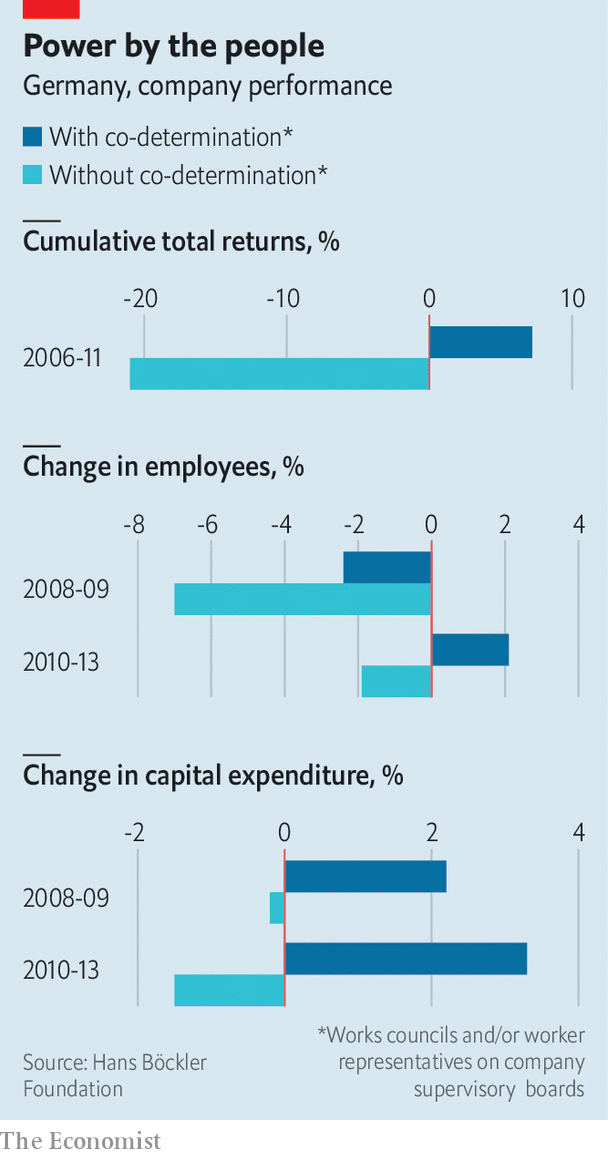 Power by the people
Germany, company performance
With co-determination*
Without co-determination*
Cumulative total returns, %
-20 -10 0 10
2006-11
Change in employees, %
-8 -6 -4 -2 0 2 4
2008-09
2010-13
Change in capital expenditure, %
-2 0 2 4
2008-09
2010-13
Source: Hans Böckler
Foundation
*Works councils and/or worker
representatives on company
supervisory boards
The Economist